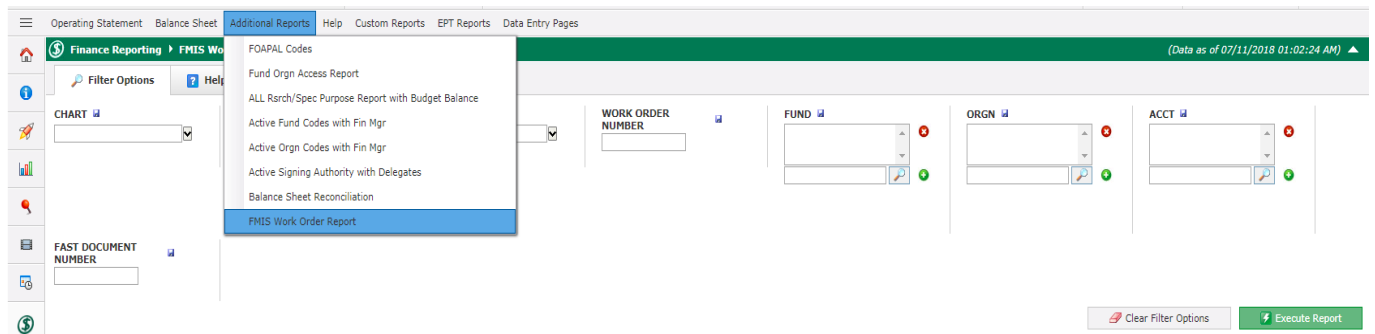 Operating Statement Balance Sheet Additional Reports Help Custom Reports EPT Reports Data Entry Pages
Finance Reporting FMIS Wo
(Data as of 07/11/2018 01:02:24 AM)
Filter Options
Help
FOAPAL Codes
Fund Orgn Access Report
ALL Rsrch/Spec Purpose Report with Budget Balance
Active Fund Codes with Fin Mgr
Active Orgn Codes with Fin Mgr
Active Signing Authority with Delegates
Balance Sheet Reconciliation
FMIS Work Order Report
CHART
WORK ORDER
NUMBER
FUND
ORGN
ACCT
FAST DOCUMENT
NUMBER
Clear Filter Options
Execute Report